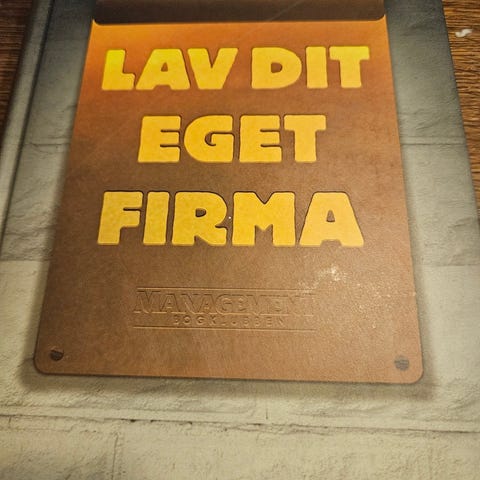 LAV DIT
EGET
FIRMA
MANAGEMENT
BOGKLUBBEN